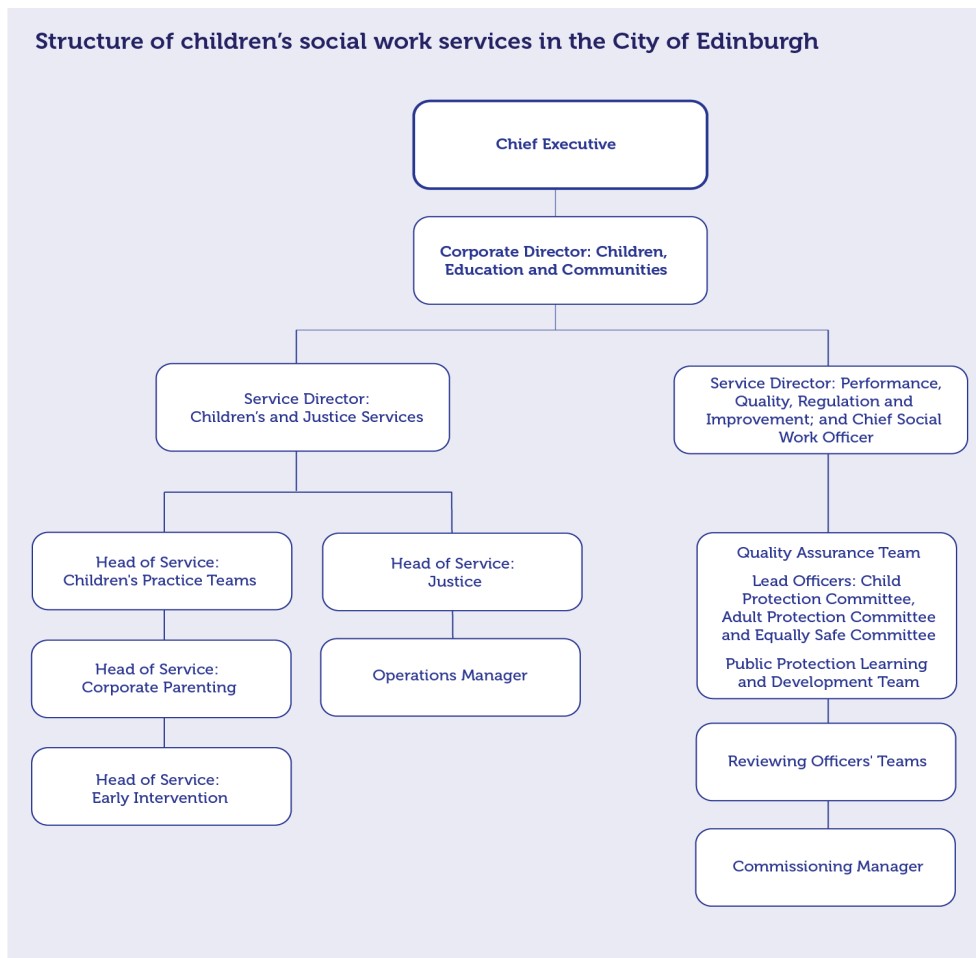 Structure of children’s social work services in the City of Edinburgh
Chief Executive
Corporate Director: Children,
Education and Communities
Service Director:
Children's and Justice Services
Service Director: Performance,
Quality, Regulation and
Improvement; and Chief Social
Work Officer
Head of Service:
Children's Practice Teams
Head of Service:
Justice
Quality Assurance Team
Lead Officers: Child
Protection Committee,
Adult Protection Committee
and Equally Safe Committee
Public Protection Learning
and Development Team
Head of Service:
Corporate Parenting
Operations Manager
Reviewing Officers' Teams
Head of Service:
Early Intervention
Commissioning Manager